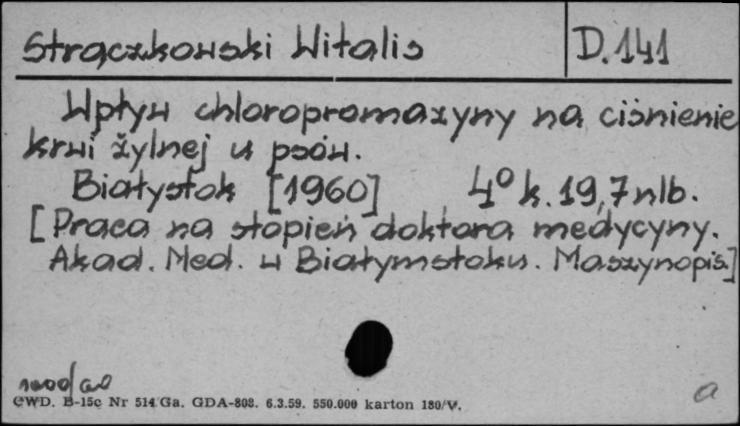 Strączkowski Witalis D.141
Wpływ chloropromazyny na ciśnienie
krwi żylnej u psów.
Białystok [1960] 4° k. 19, 7 nlb.
[Praca na stopień doktora medycyny.
Akad. Med. w Białymstoku. Maszynopis.]
CWD. B-15c Nr 514 Ga. GDA-808. 6.3.59. 550.000 karton 180/V.
a